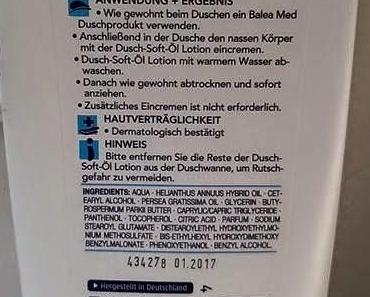 ANWENDUNG + ERGEBNIS
• Wie gewohnt beim Duschen ein Balea Med
Duschprodukt verwenden.
• Anschließend in der Dusche den nassen Körper
mit der Dusch-Soft-Öl Lotion eincremen.
• Dusch-Soft-Öl Lotion mit warmem Wasser ab-
waschen.
• Danach wie gewohnt abtrocknen und sofort
anziehen.
• Zusätzliches Eincremen ist nicht erforderlich.
HAUTVERTRÄGLICHKEIT
• Dermatologisch bestätigt
HINWEIS
Bitte entfernen Sie die Reste der Dusch-
Soft-Öl Lotion aus der Duschwanne, um Rutsch-
gefahr zu vermeiden.
INGREDIENTS: AQUA · HELIANTHUS ANNUUS HYBRID OIL · CET-
EARYL ALCOHOL · PERSEA GRATISSIMA OIL · GLYCERIN · BUTY-
ROSPERMUM PARKII BUTTER · CAPRYLIC/CAPRIC TRIGLYCERIDE ·
PANTHENOL · TOCOPHEROL · CITRIC ACID · PARFUM · SODIUM
STEAROYL GLUTAMATE · DISTEAROYLETHYL HYDROXYETHYLMO-
NIUM METHOSULFATE · BIS-ETHYLHEXYL HYDROXYDIMETHOXY
BENZYLMALONATE · PHENOXYETHANOL · BENZYL ALCOHOL.
434278 01.2017
Hergestellt in Deutschland
4